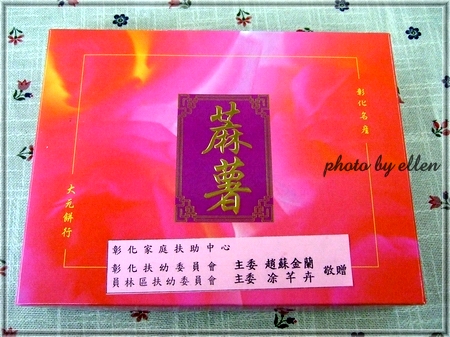 彰化名產
蔴薯
大元餅行
photo by ellen
彰化家庭扶助中心
彰化扶幼委員會 主委 趙蘇金蘭
員林區扶幼委員會 主委 凃芊卉
敬贈